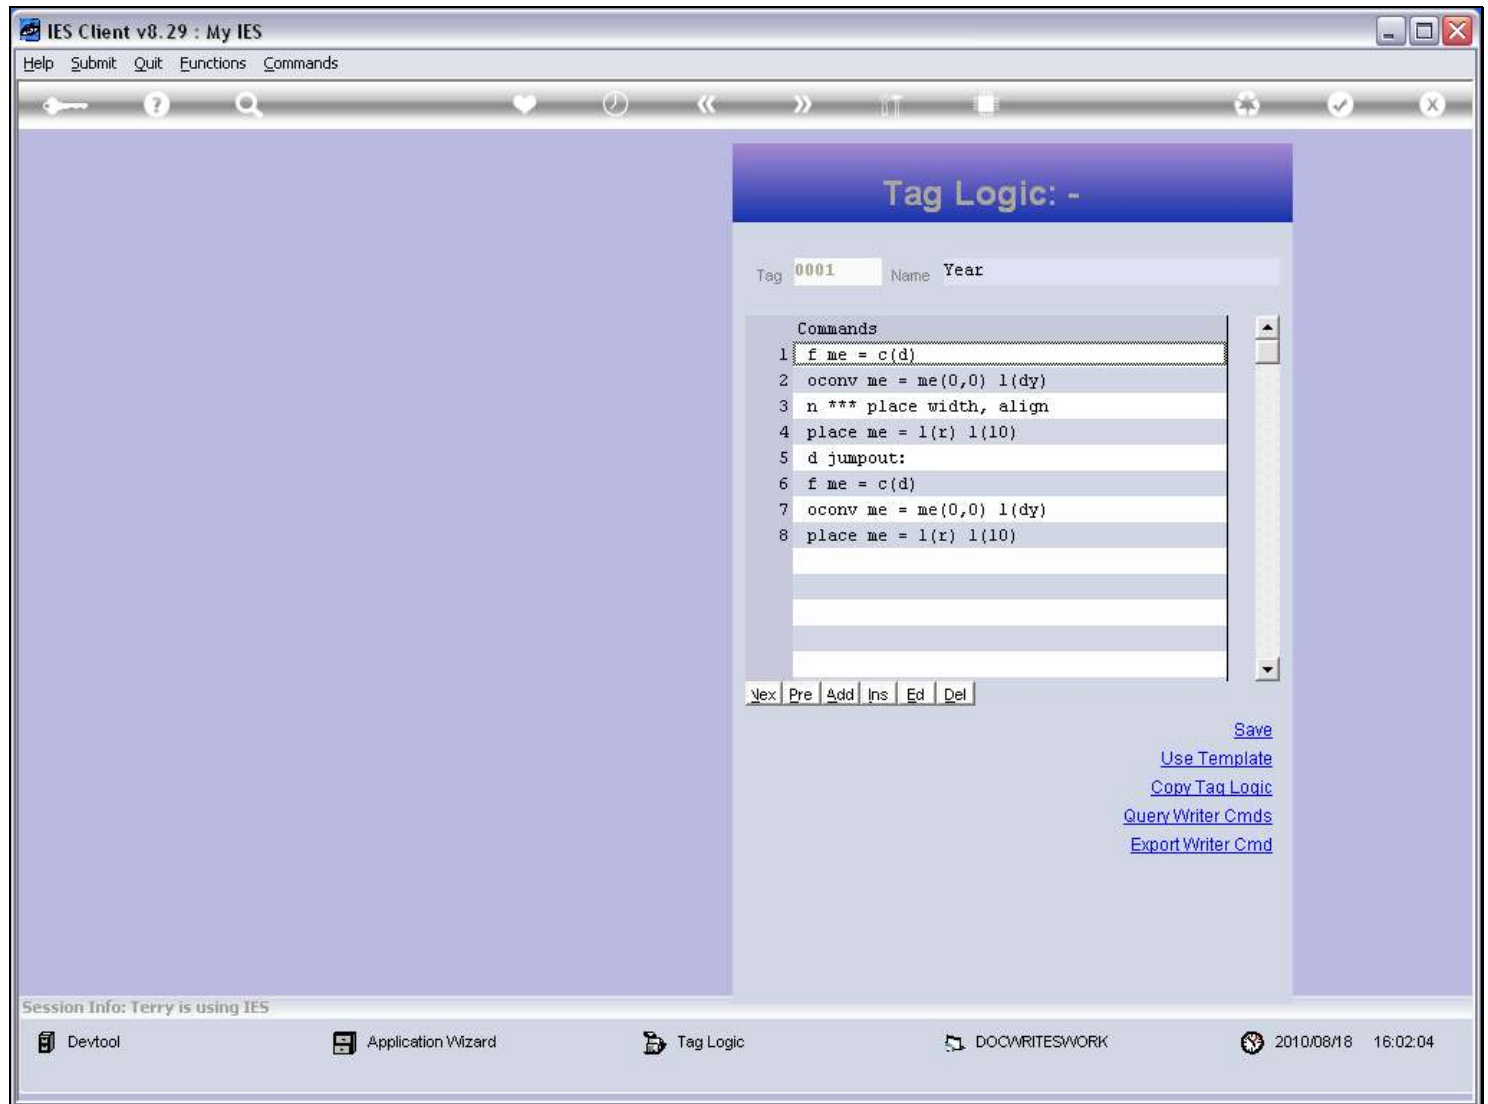 IES Client v8.29 : My IES
Help Submit Quit Functions Commands
Tag Logic: -
Tag 0001 Name Year
Commands
1 f me = c(d)
2 oconv me = me(0,0) l(dy)
3 n *** place width, align
4 place me = l(r) l(10)
5 d jumpout:
6 f me = c(d)
7 oconv me = me(0,0) l(dy)
8 place me = l(r) l(10)
Nex Pre Add Ins Ed Del
Save
Use Template
Copy Tag Logic
Query Writer Cmds
Export Writer Cmd
Session Info: Terry is using IES
Devtool Application Wizard Tag Logic DOCWRITESWORK 2010/08/18 16:02:04